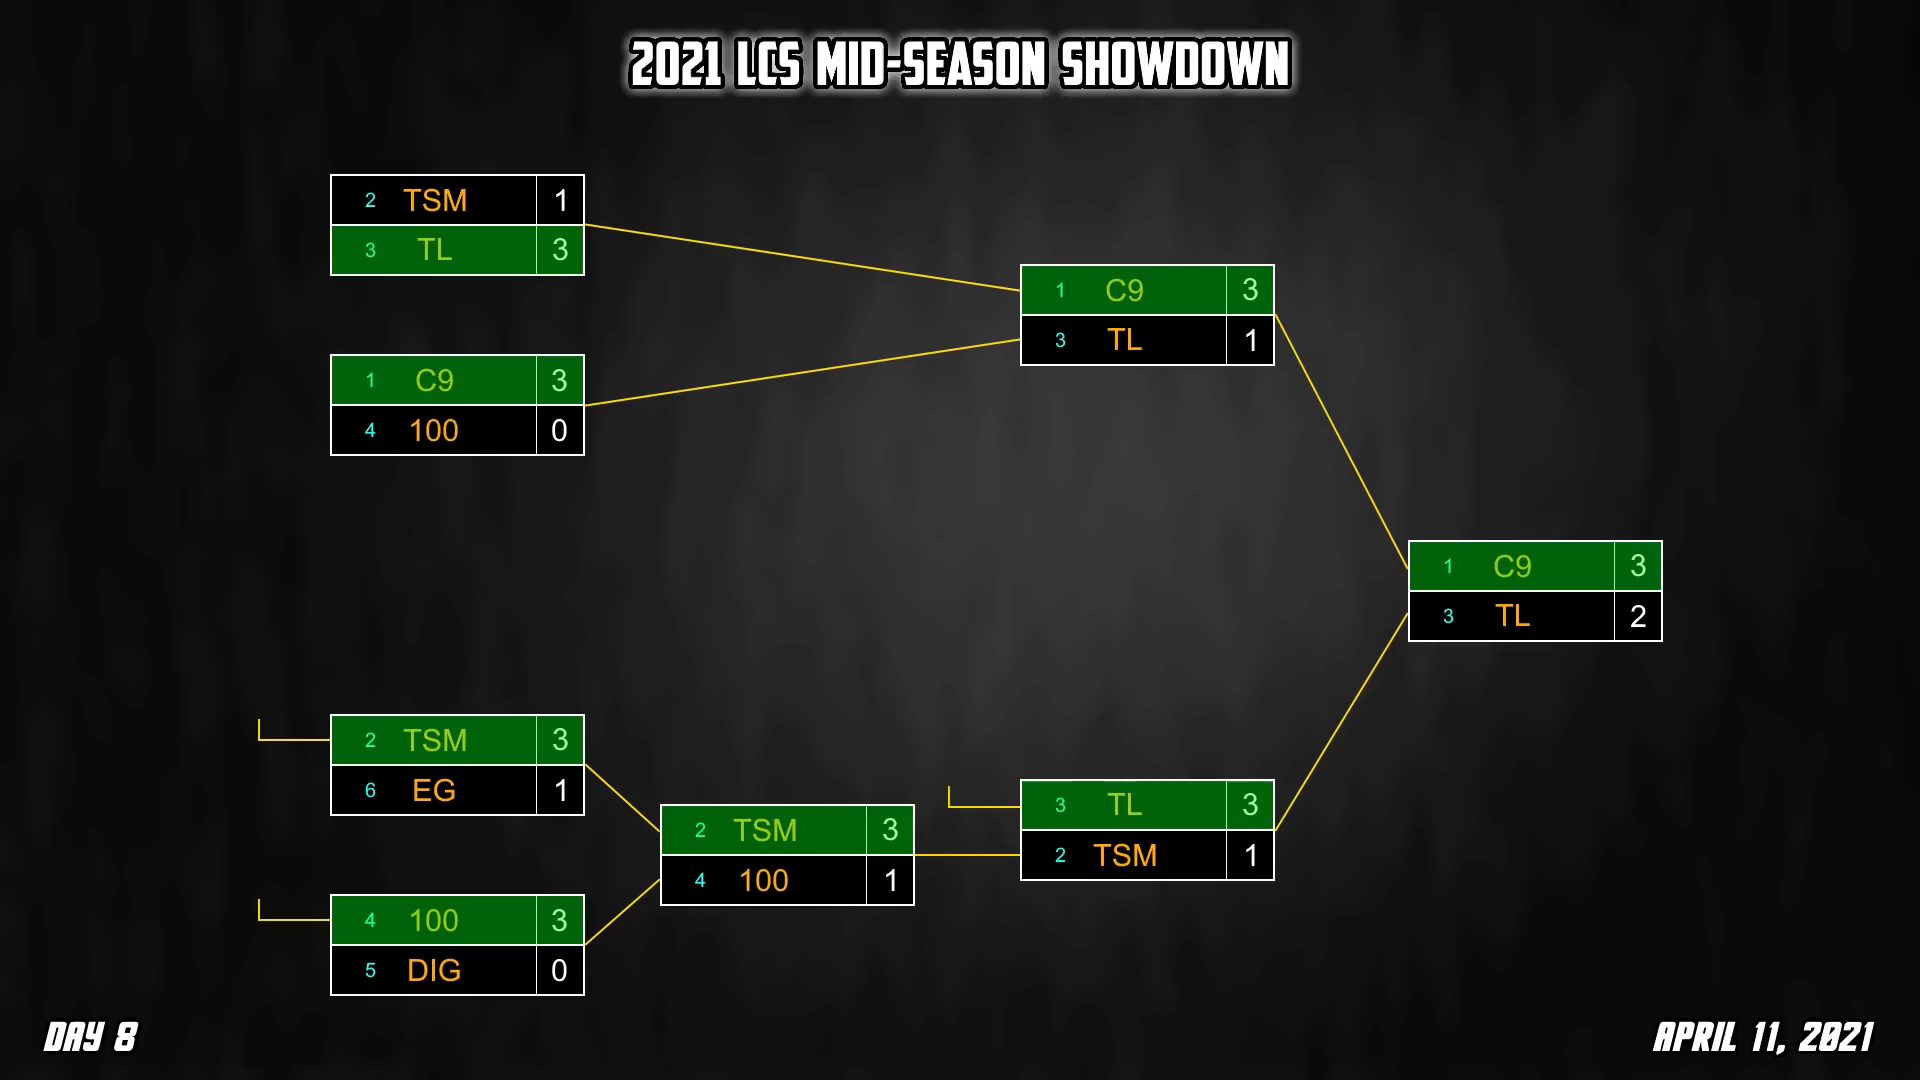 2021 LCS MID-SEASON SHOWDOWN
2 TSM 1
3 TL 3
1 C9 3
4 100 0
1 C9 3
3 TL 1
1 C9 3
3 TL 2
2 TSM 3
6 EG 1
4 100 3
5 DIG 0
2 TSM 3
4 100 1
3 TL 3
2 TSM 1
DAY 8
APRIL 11, 2021